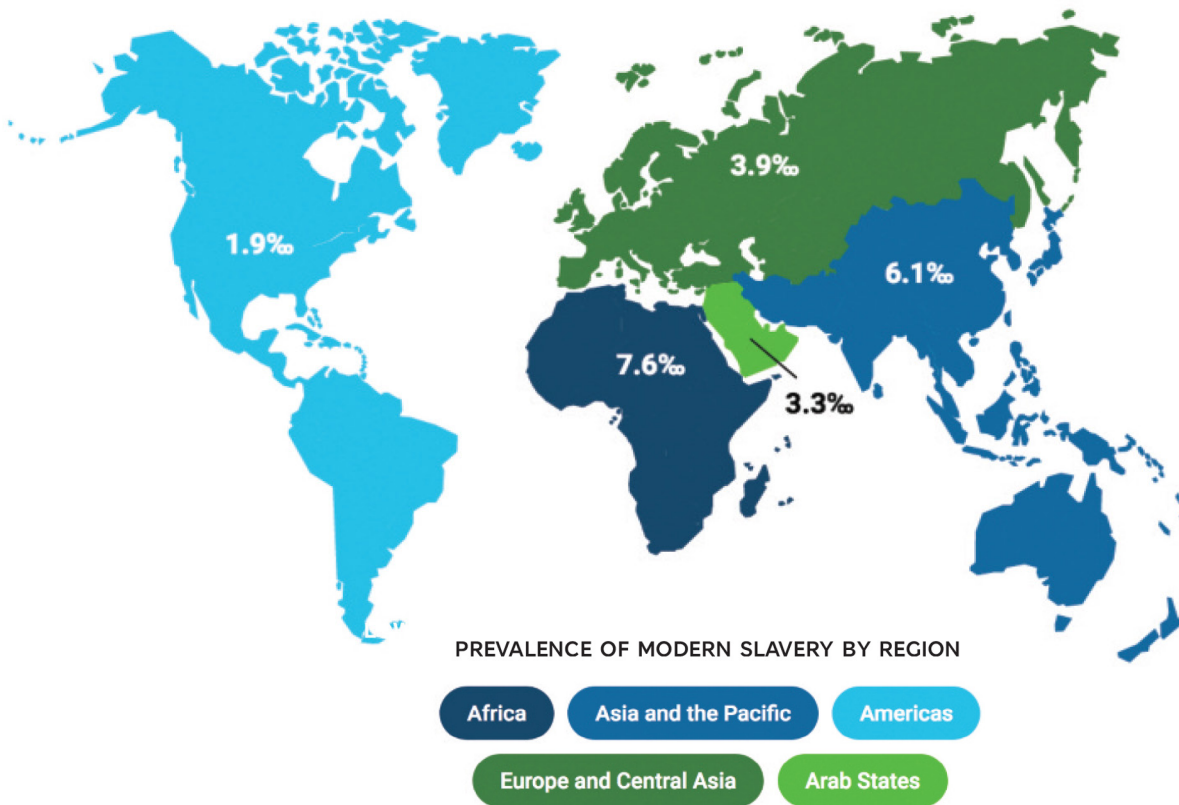 3.9‰
1.9‰
6.1‰
7.6‰
3.3‰
PREVALENCE OF MODERN SLAVERY BY REGION
Africa
Asia and the Pacific
Americas
Europe and Central Asia
Arab States